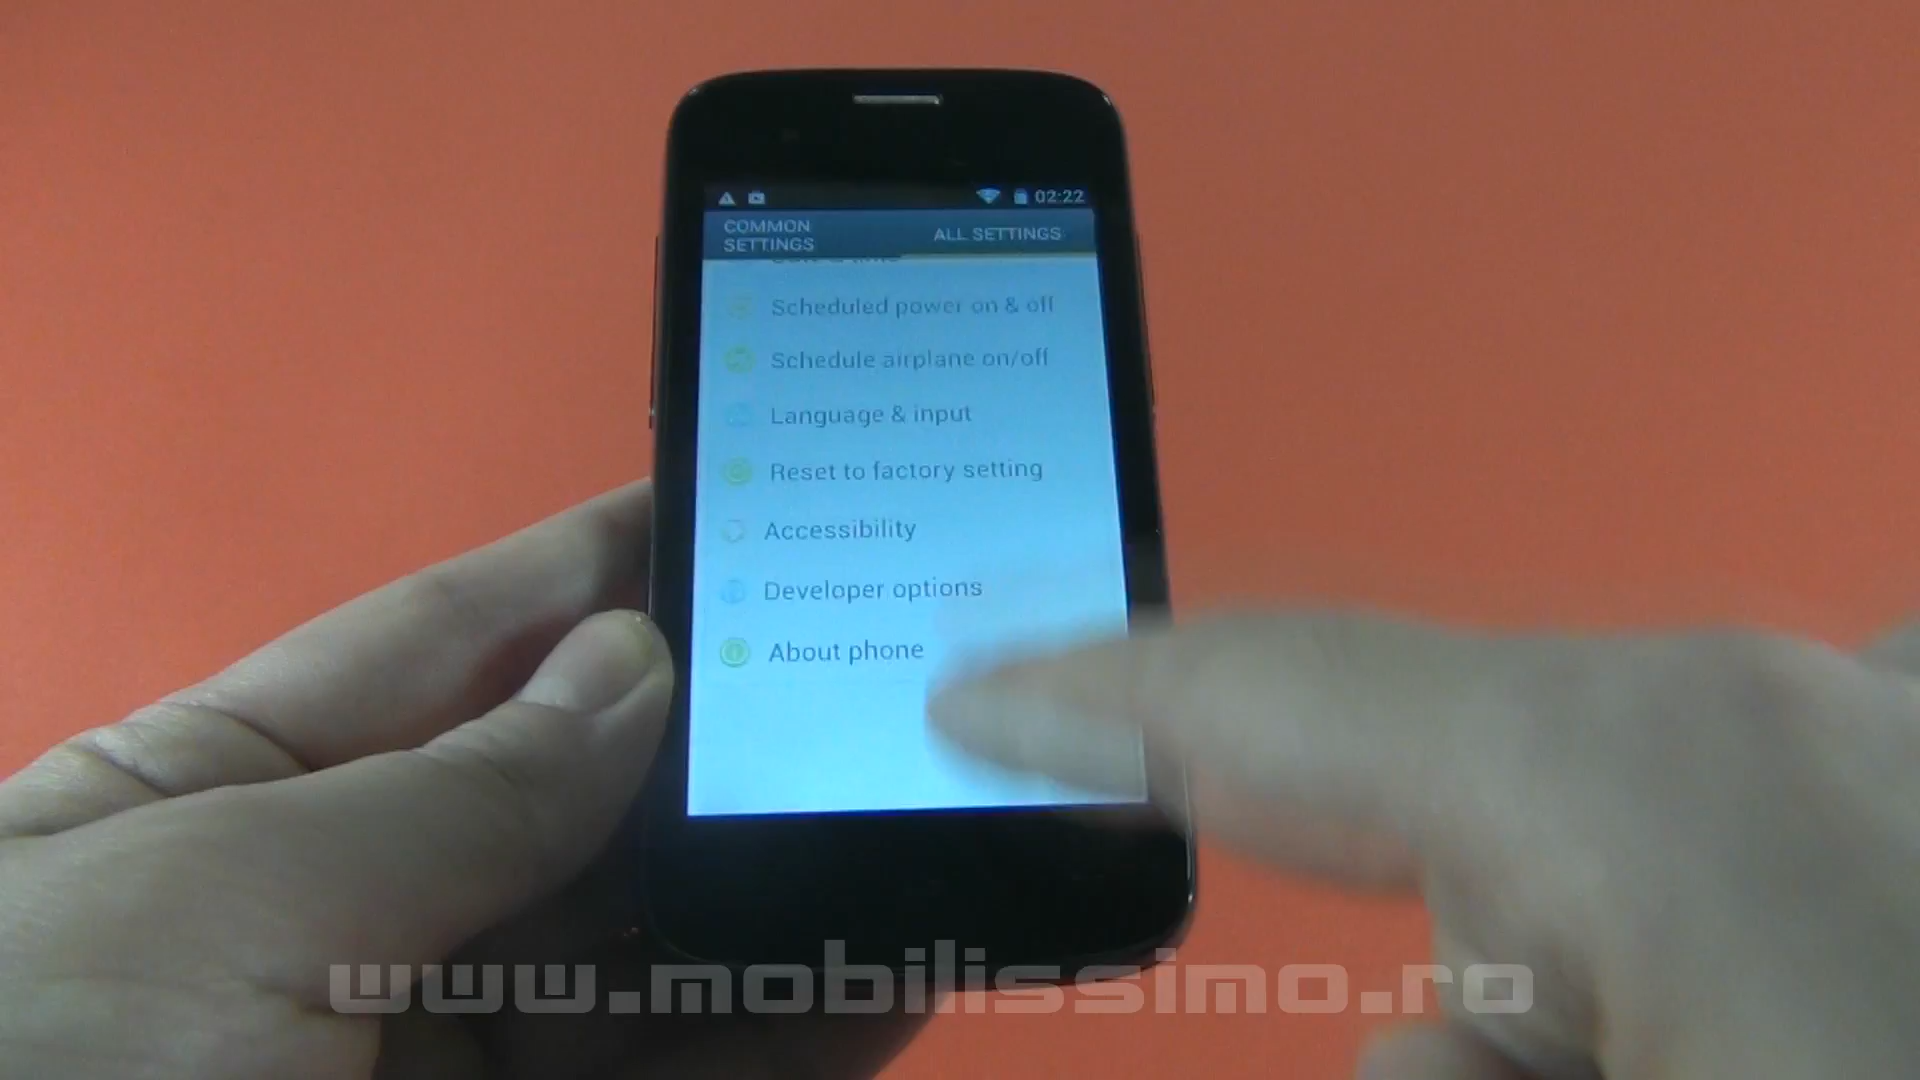 02:22
COMMON
SETTINGS
ALL SETTINGS
Scheduled power on & off
Schedule airplane on/off
Language & input
Reset to factory setting
Accessibility
Developer options
About phone
www.mobilissimo.ro